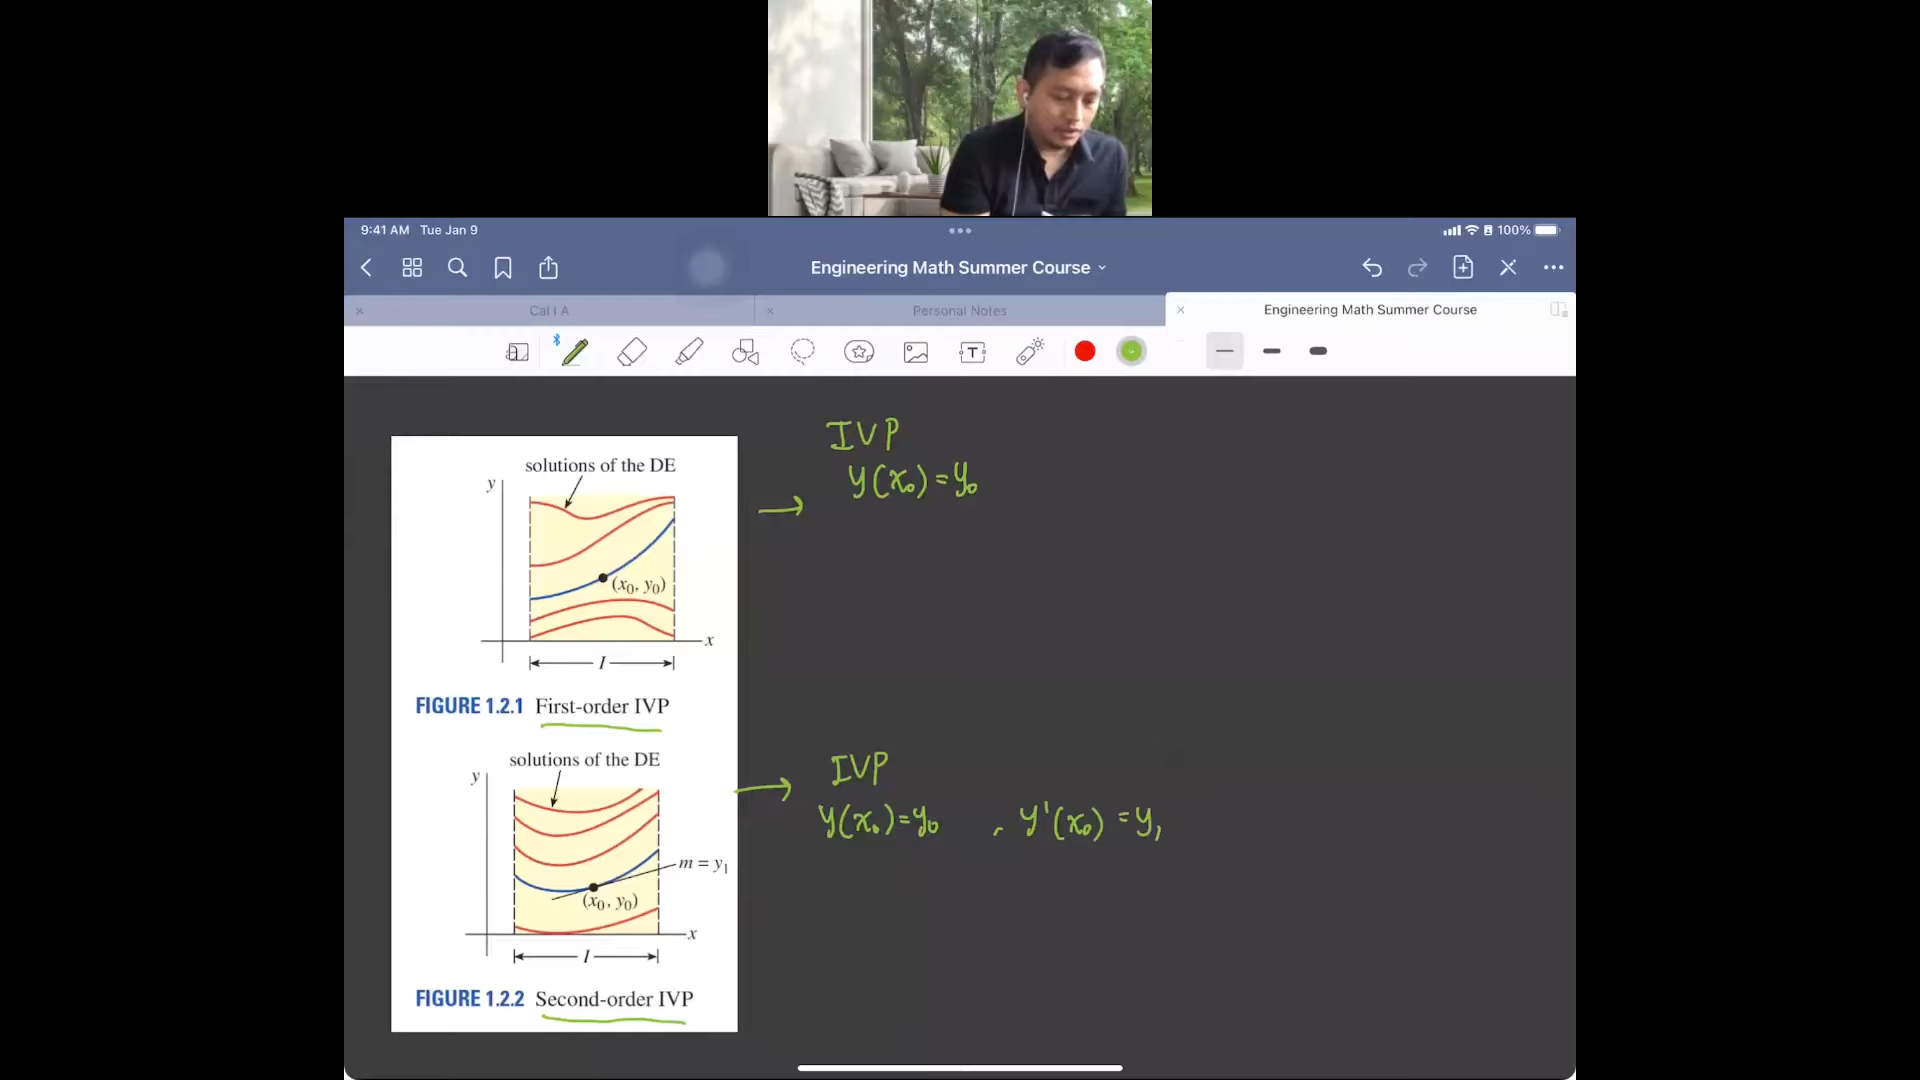 9:41 AM Tue Jan 9
100%
Engineering Math Summer Course
Cal I A
Personal Notes
Engineering Math Summer Course
IVP
y(x₀)=y₀
solutions of the DE
y
(x₀, y₀)
x
I
FIGURE 1.2.1 First-order IVP
IVP
y(x₀)=y₀ , y'(x₀) = y₁
solutions of the DE
y
m = y₁
(x₀, y₀)
x
I
FIGURE 1.2.2 Second-order IVP